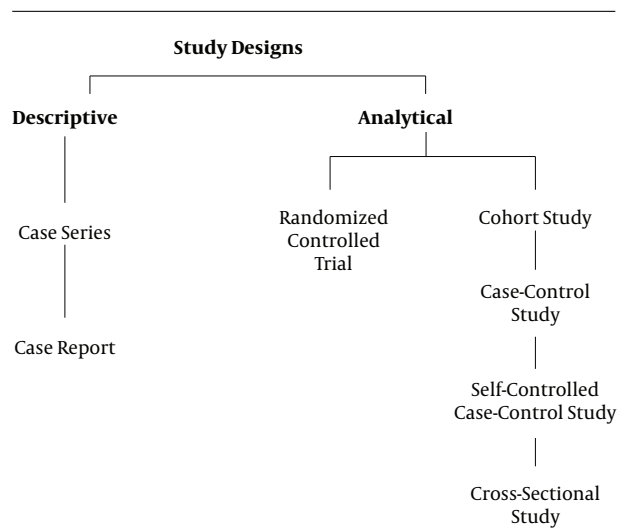 Study Designs
Descriptive
Analytical
Case Series
Case Report
Randomized
Controlled
Trial
Cohort Study
Case-Control
Study
Self-Controlled
Case-Control Study
Cross-Sectional
Study